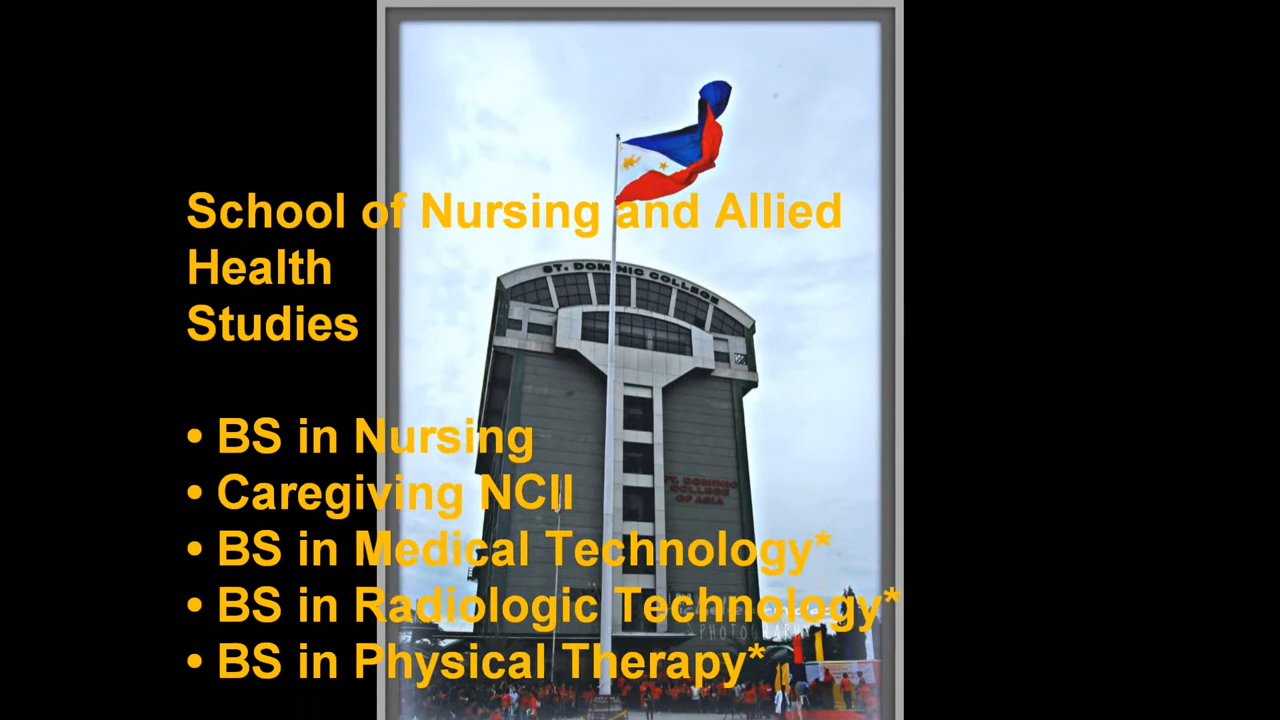 School of Nursing and Allied
Health
Studies
ST. DOMINIC COLLEGE
• BS in Nursing
• Caregiving NCII
ST. DOMINIC
COLLEGE
OF ASIA
• BS in Medical Technology*
• BS in Radiologic Technology*
PHOTOGRAPHY
• BS in Physical Therapy*